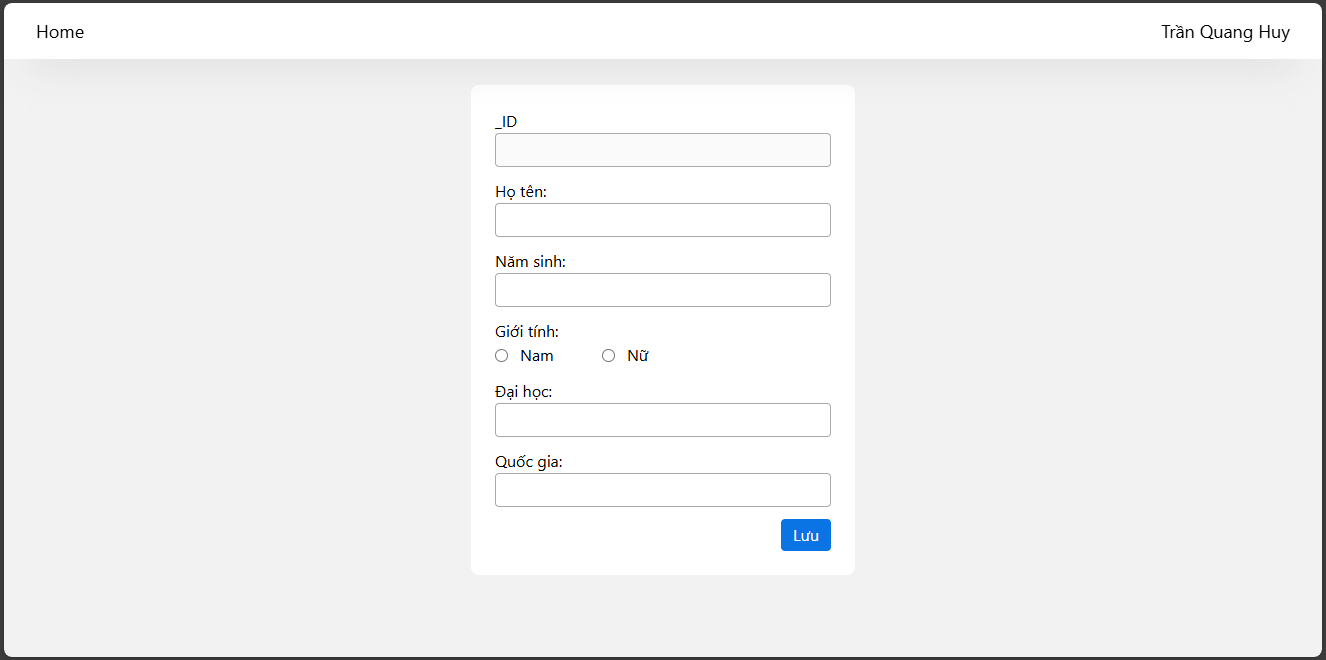 Home
Trần Quang Huy
_ID
Họ tên:
Năm sinh:
Giới tính:
Nam Nữ
Đại học:
Quốc gia:
Lưu